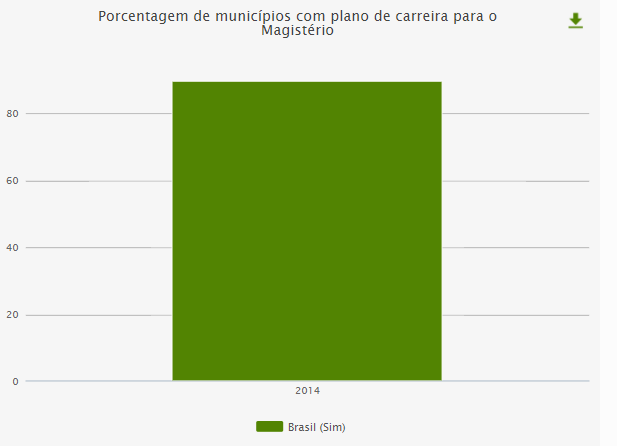 Porcentagem de municípios com plano de carreira para o
Magistério
80
60
40
20
0
2014
Brasil (Sim)